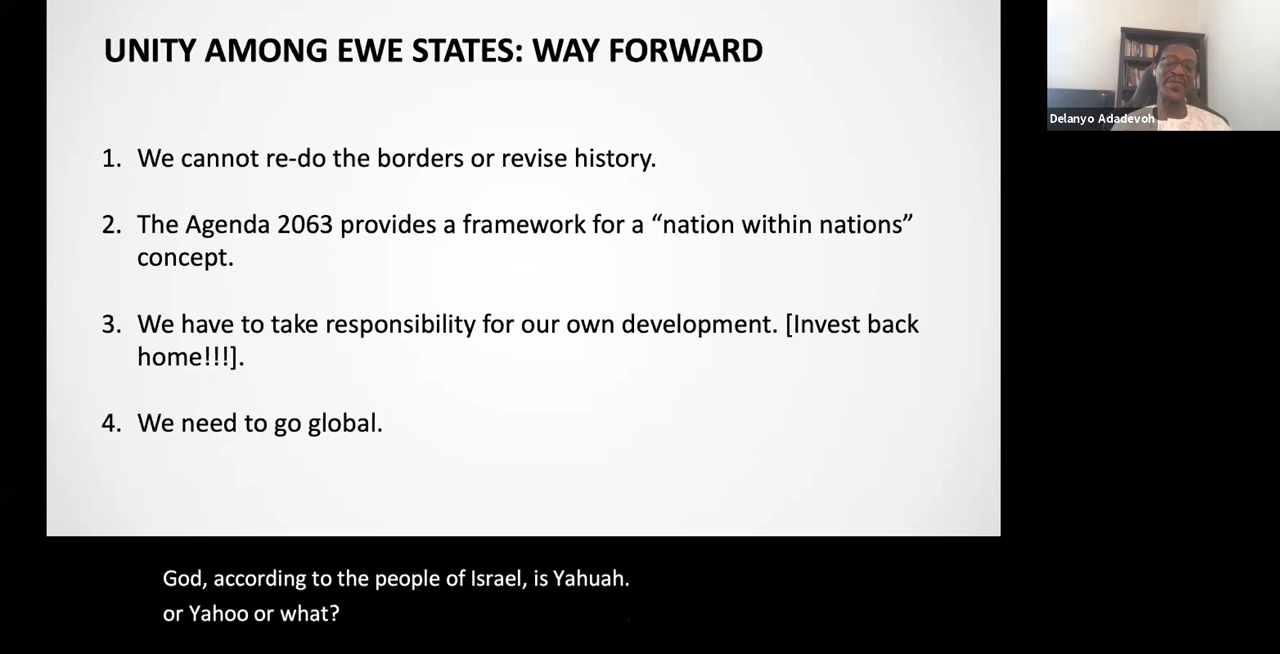 UNITY AMONG EWE STATES: WAY FORWARD
1. We cannot re-do the borders or revise history.
2. The Agenda 2063 provides a framework for a “nation within nations”
concept.
3. We have to take responsibility for our own development. [Invest back
home!!!].
4. We need to go global.
Delanyo Adadevoh
God, according to the people of Israel, is Yahuah.
or Yahoo or what?